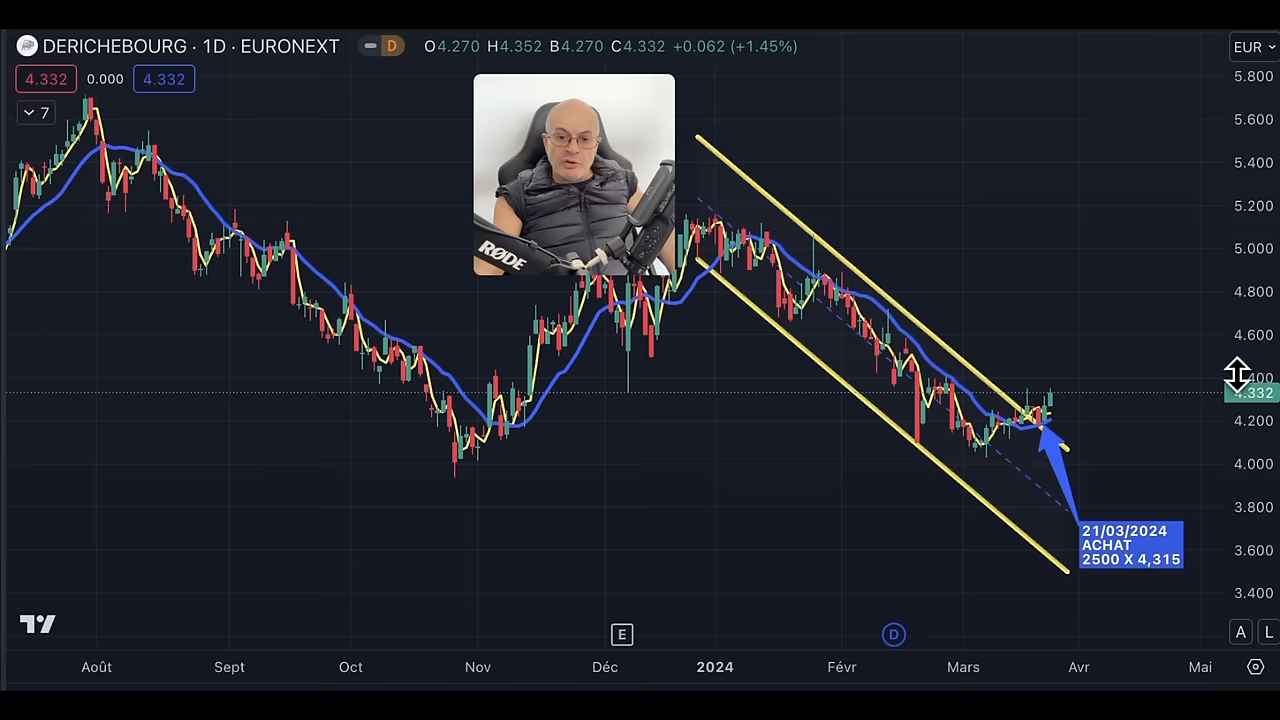 DERICHEBOURG · 1D · EURONEXT
D
O4.270 H4.352 B4.270 C4.332 +0.062 (+1.45%)
EUR
4.332 0.000 4.332
7
5.800
5.600
5.400
5.200
5.000
4.800
4.600
4.332
4.200
4.000
3.800
3.600
3.400
RØDE
21/03/2024
ACHAT
2500 X 4,315
E
D
A L
Août Sept Oct Nov Déc 2024 Févr Mars Avr Mai